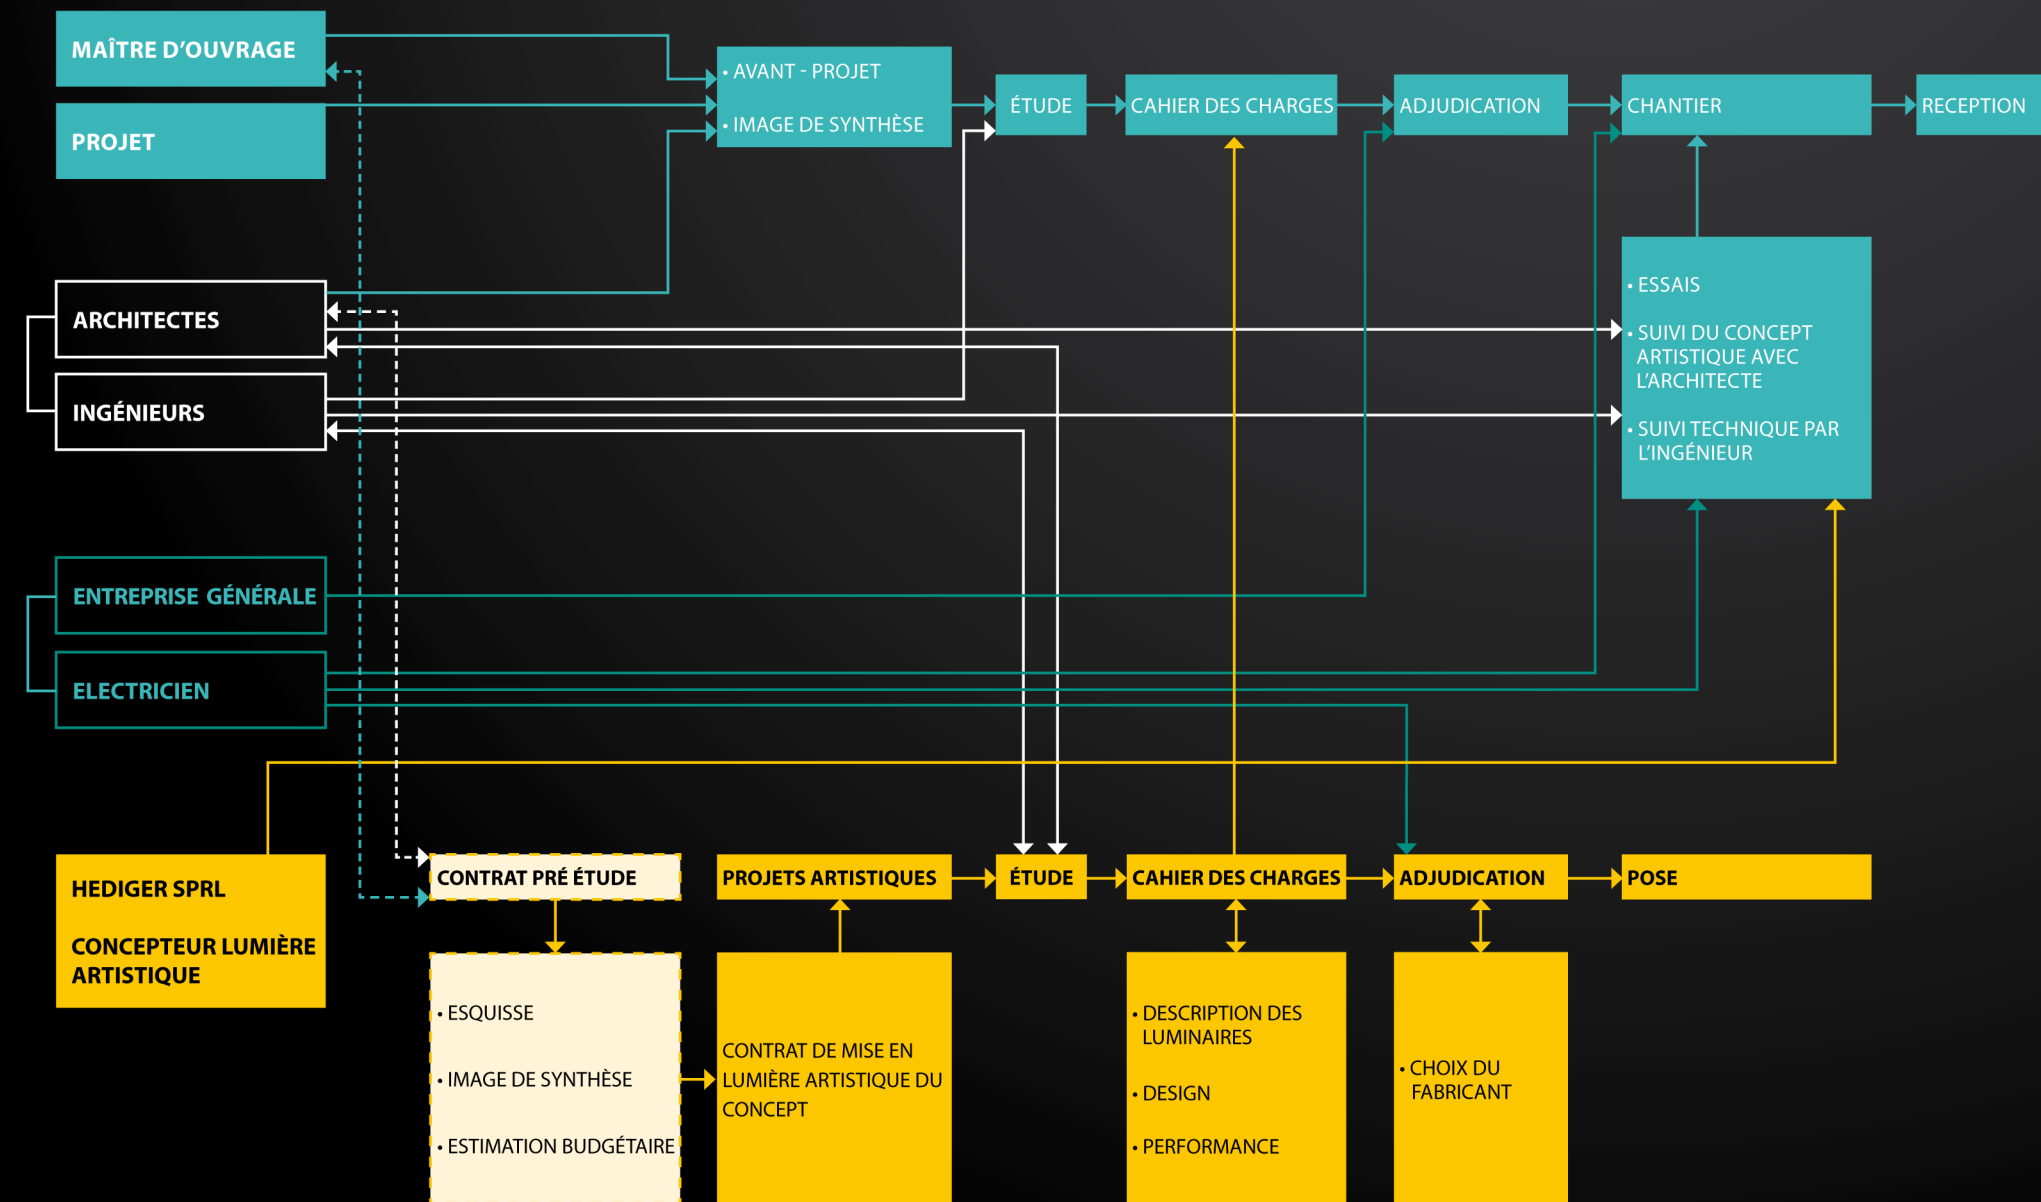 MAÎTRE D'OUVRAGE
PROJET
• AVANT - PROJET
• IMAGE DE SYNTHÈSE
ÉTUDE
CAHIER DES CHARGES
ADJUDICATION
CHANTIER
RECEPTION
ARCHITECTES
INGÉNIEURS
• ESSAIS
• SUIVI DU CONCEPT
ARTISTIQUE AVEC
L'ARCHITECTE
• SUIVI TECHNIQUE PAR
L'INGÉNIEUR
ENTREPRISE GÉNÉRALE
ELECTRICIEN
HEDIGER SPRL
CONCEPTEUR LUMIÈRE
ARTISTIQUE
CONTRAT PRÉ ÉTUDE
PROJETS ARTISTIQUES
ÉTUDE
CAHIER DES CHARGES
ADJUDICATION
POSE
• ESQUISSE
• IMAGE DE SYNTHÈSE
• ESTIMATION BUDGÉTAIRE
CONTRAT DE MISE EN
LUMIÈRE ARTISTIQUE DU
CONCEPT
• DESCRIPTION DES
LUMINAIRES
• DESIGN
• PERFORMANCE
• CHOIX DU
FABRICANT